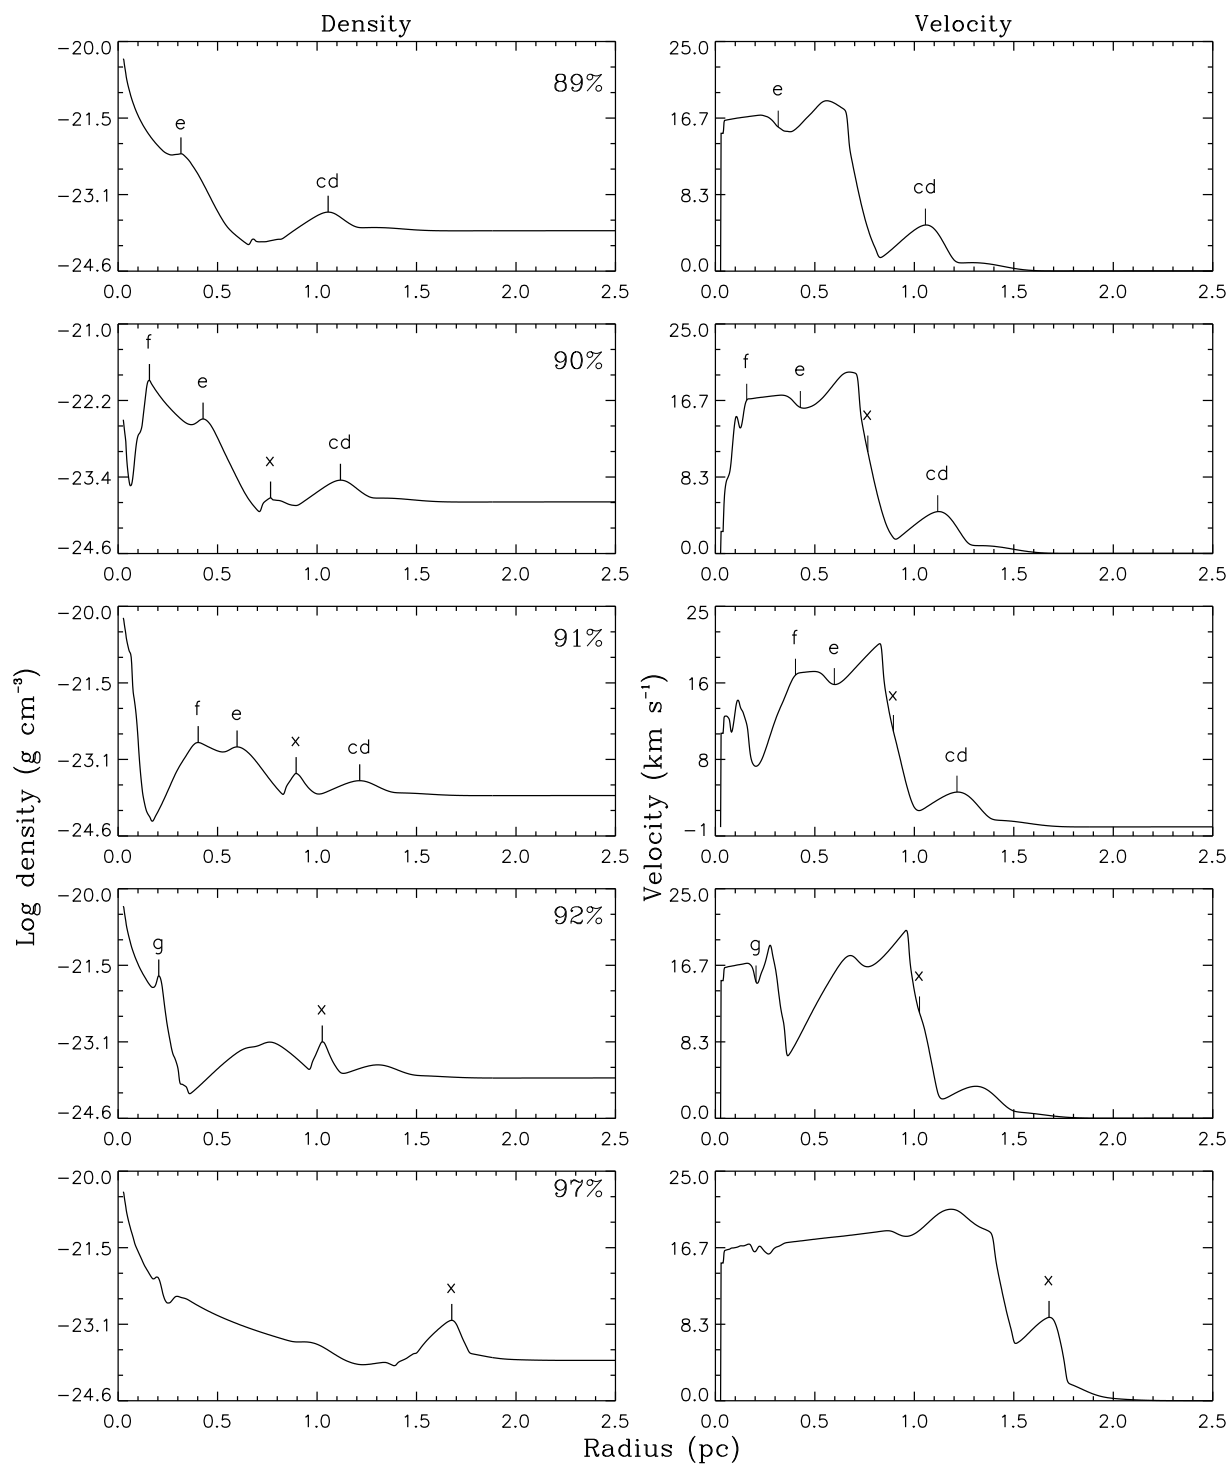 Density
Velocity
−20.0
−21.5
−23.1
−24.6
e
cd
89%
0.0 0.5 1.0 1.5 2.0 2.5
25.0
16.7
8.3
0.0
e
cd
0.0 0.5 1.0 1.5 2.0 2.5
−21.0
−22.2
−23.4
−24.6
f
e
x
cd
90%
0.0 0.5 1.0 1.5 2.0 2.5
25.0
16.7
8.3
0.0
f
e
x
cd
0.0 0.5 1.0 1.5 2.0 2.5
−20.0
−21.5
−23.1
−24.6
f
e
x
cd
91%
0.0 0.5 1.0 1.5 2.0 2.5
25
16
8
−1
f
e
x
cd
0.0 0.5 1.0 1.5 2.0 2.5
Log density (g cm⁻³)
Velocity (km s⁻¹)
−20.0
−21.5
−23.1
−24.6
g
x
92%
0.0 0.5 1.0 1.5 2.0 2.5
25.0
16.7
8.3
0.0
g
x
0.0 0.5 1.0 1.5 2.0 2.5
−20.0
−21.5
−23.1
−24.6
x
97%
0.0 0.5 1.0 1.5 2.0 2.5
25.0
16.7
8.3
0.0
x
0.0 0.5 1.0 1.5 2.0 2.5
Radius (pc)